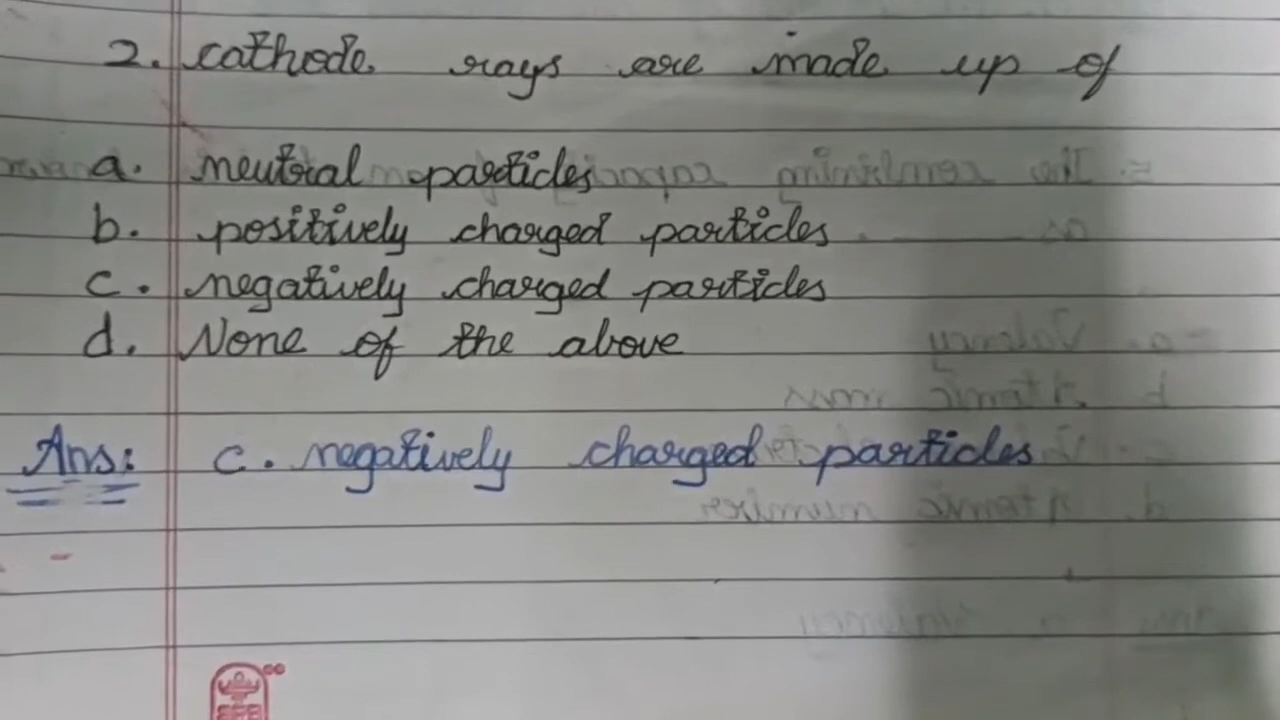 2. cathode rays are made up of
a. neutral particles
b. positively charged particles
c. negatively charged particles
d. None of the above
Ans: c. negatively charged particles